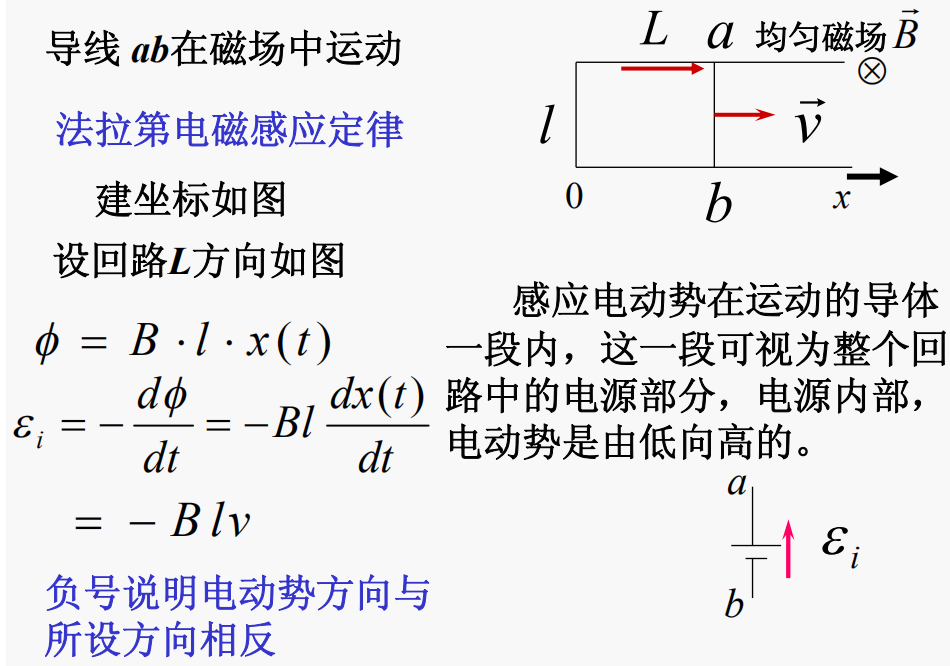 导线 ab在磁场中运动
法拉第电磁感应定律
建坐标如图
设回路L方向如图
ϕ = B · l · x(t)
ε_i = − dϕ/dt = −Bl dx(t)/dt
= − B l v
负号说明电动势方向与
所设方向相反
L a 均匀磁场 B⃗
⊗
l v⃗
0 b x
感应电动势在运动的导体
一段内，这一段可视为整个回
路中的电源部分，电源内部，
电动势是由低向高的。
a
ε_i
b